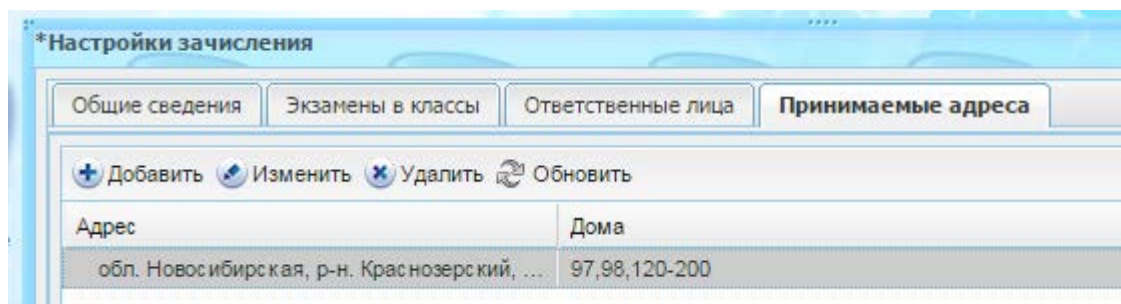 *Настройки зачисления
Общие сведения Экзамены в классы Ответственные лица Принимаемые адреса
Добавить Изменить Удалить Обновить
Адрес Дома
обл. Новосибирская, р-н. Краснозерский, ... 97,98,120-200